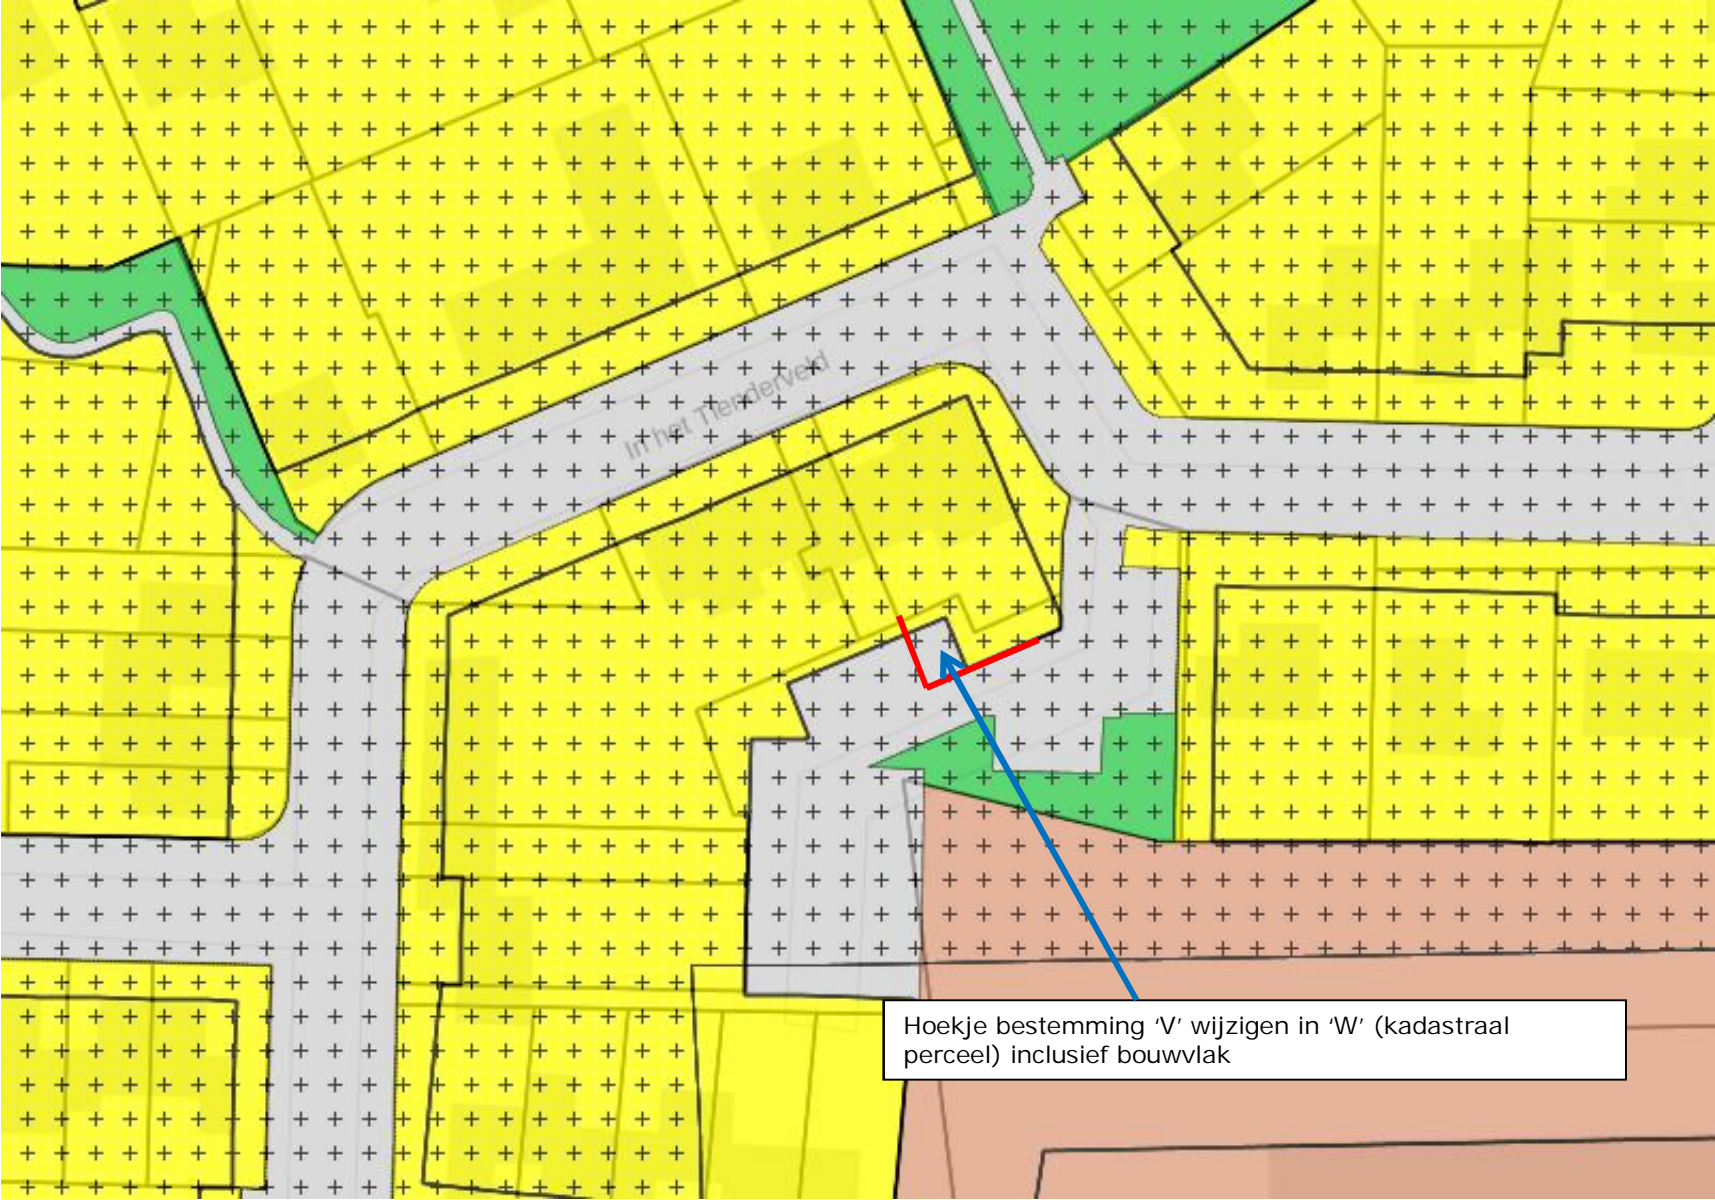 In het Tienderveld
Hoekje bestemming ‘V’ wijzigen in ‘W’ (kadastraal
perceel) inclusief bouwvlak